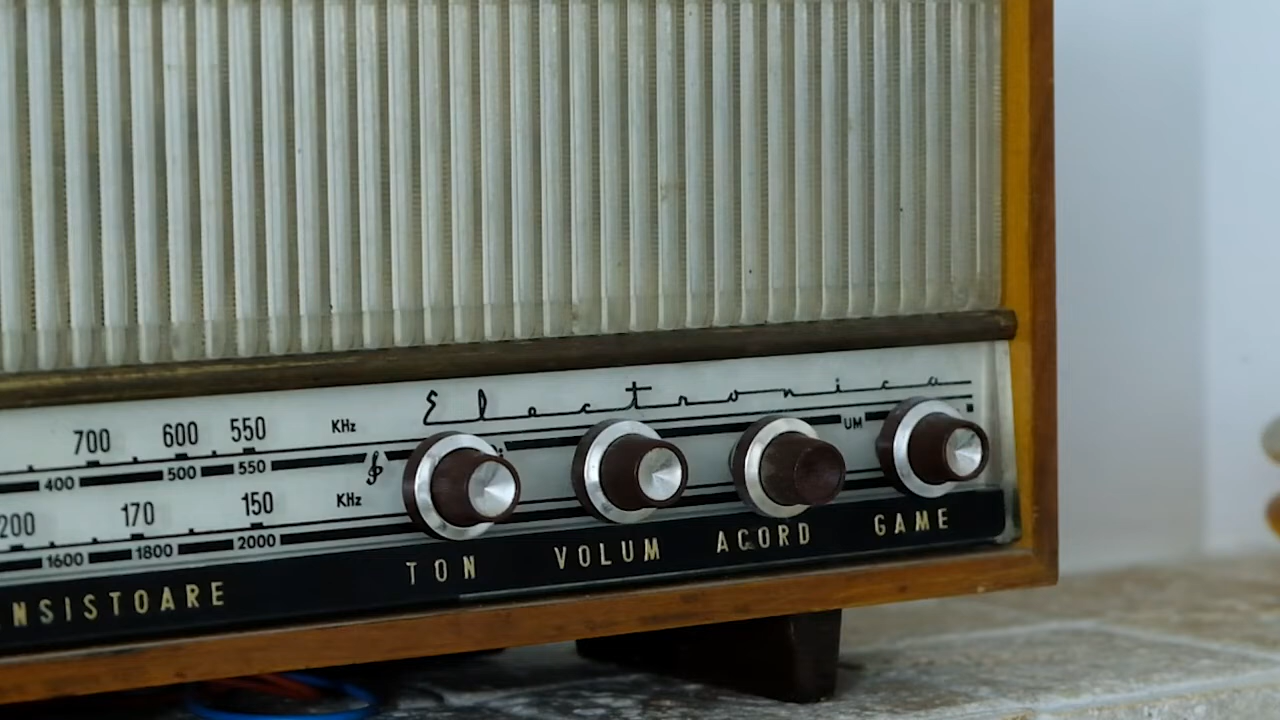 Electronica
700 600 550 KHz
400 500 550
UM
200 170 150 KHz
1600 1800 2000
NSISTOARE TON VOLUM ACORD GAME